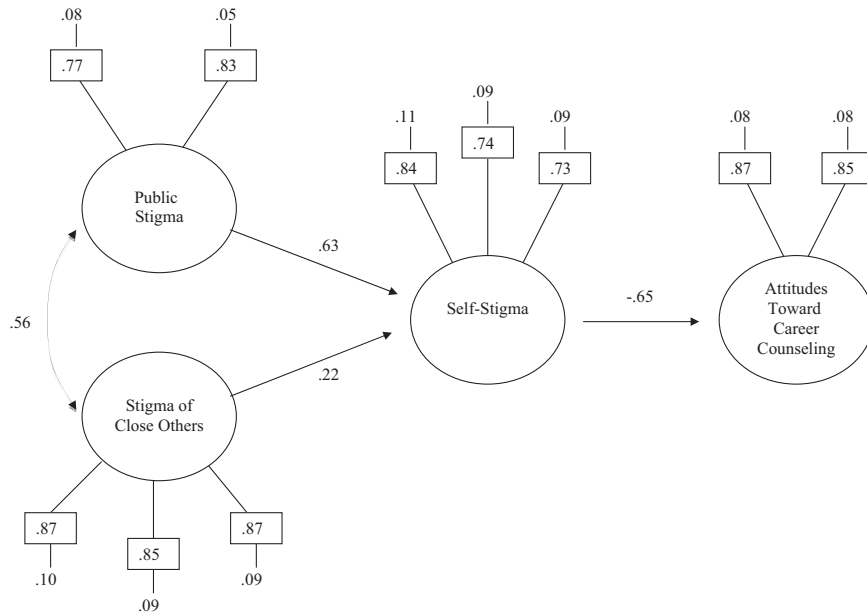 .08
.05
.77
.83
.09
.11
.09
.08
.08
.74
.84
.73
.87
.85
Public
Stigma
.63
Self-Stigma
-.65
Attitudes
Toward
Career
Counseling
.56
.22
Stigma of
Close Others
.87
.85
.87
.10
.09
.09